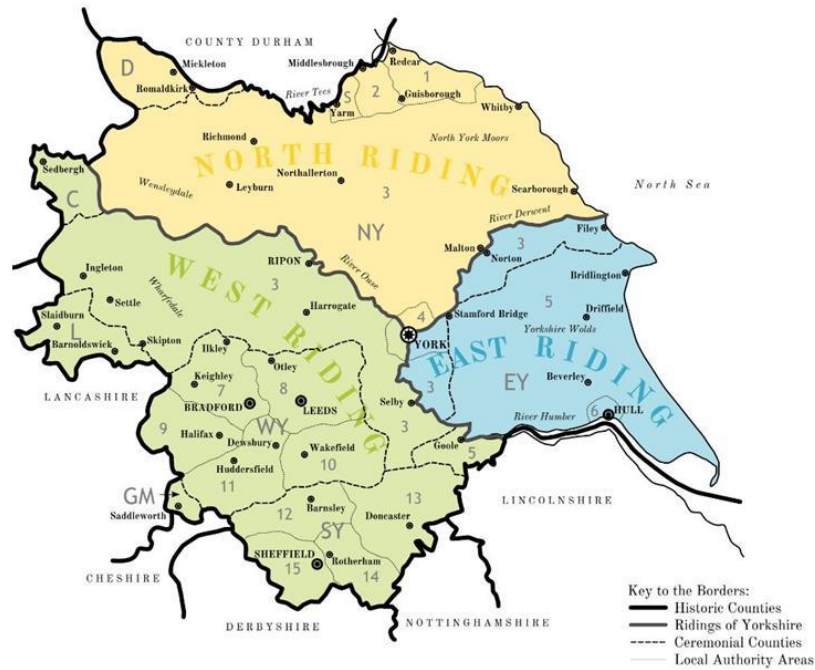 COUNTY DURHAM
D
Mickleton
Romaldkirk
Middlesbrough
Redcar
1
2
S
River Tees
Yarm
Guisborough
Whitby
Richmond
North York Moors
NORTH RIDING
Sedbergh
Wensleydale
Leyburn
Northallerton
3
Scarborough
North Sea
C
NY
River Derwent
Filey
Malton
Norton
3
RIPON
River Ouse
Ingleton
Settle
Wharfedale
WEST RIDING
3
Harrogate
Bridlington
5
Driffield
Slaidburn
L
Barnoldswick
Skipton
4
Stamford Bridge
YORK
Yorkshire Wolds
EAST RIDING
Ilkley
Otley
Keighley
7
8
3
EY
Beverley
LANCASHIRE
BRADFORD
LEEDS
Selby
WY
3
River Humber
6
HULL
9
Halifax
Dewsbury
Wakefield
Goole
5
Huddersfield
10
11
GM
Saddleworth
12
Barnsley
13
Doncaster
LINCOLNSHIRE
SY
SHEFFIELD
Rotherham
15
14
CHESHIRE
DERBYSHIRE
NOTTINGHAMSHIRE
Key to the Borders:
Historic Counties
Ridings of Yorkshire
Ceremonial Counties
Local Authority Areas